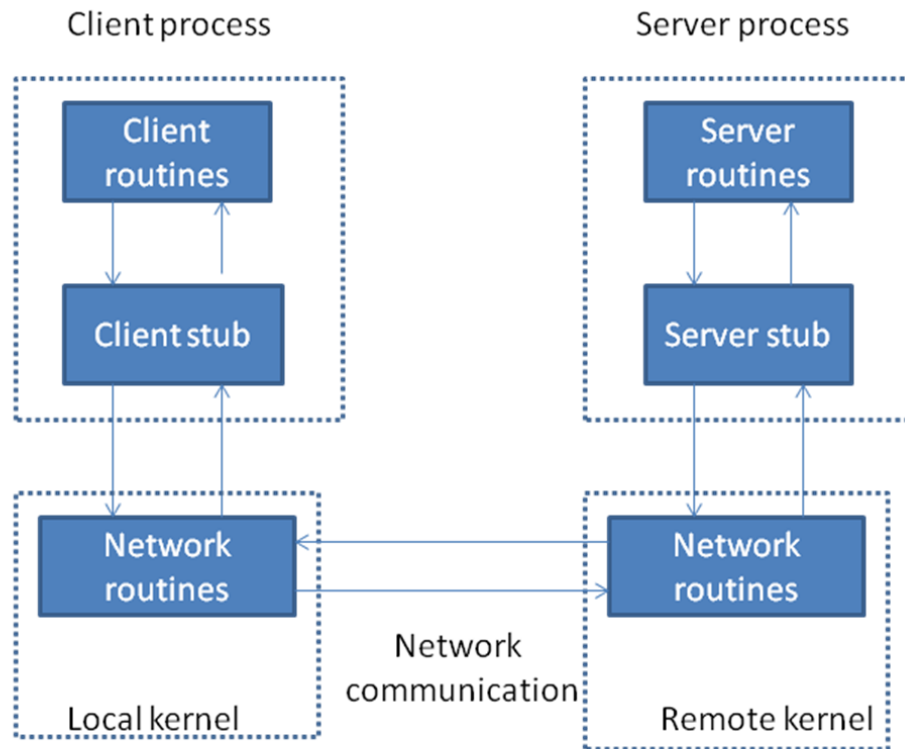 Client process
Server process
Client
routines
Server
routines
Client stub
Server stub
Network
routines
Network
routines
Network
communication
Local kernel
Remote kernel